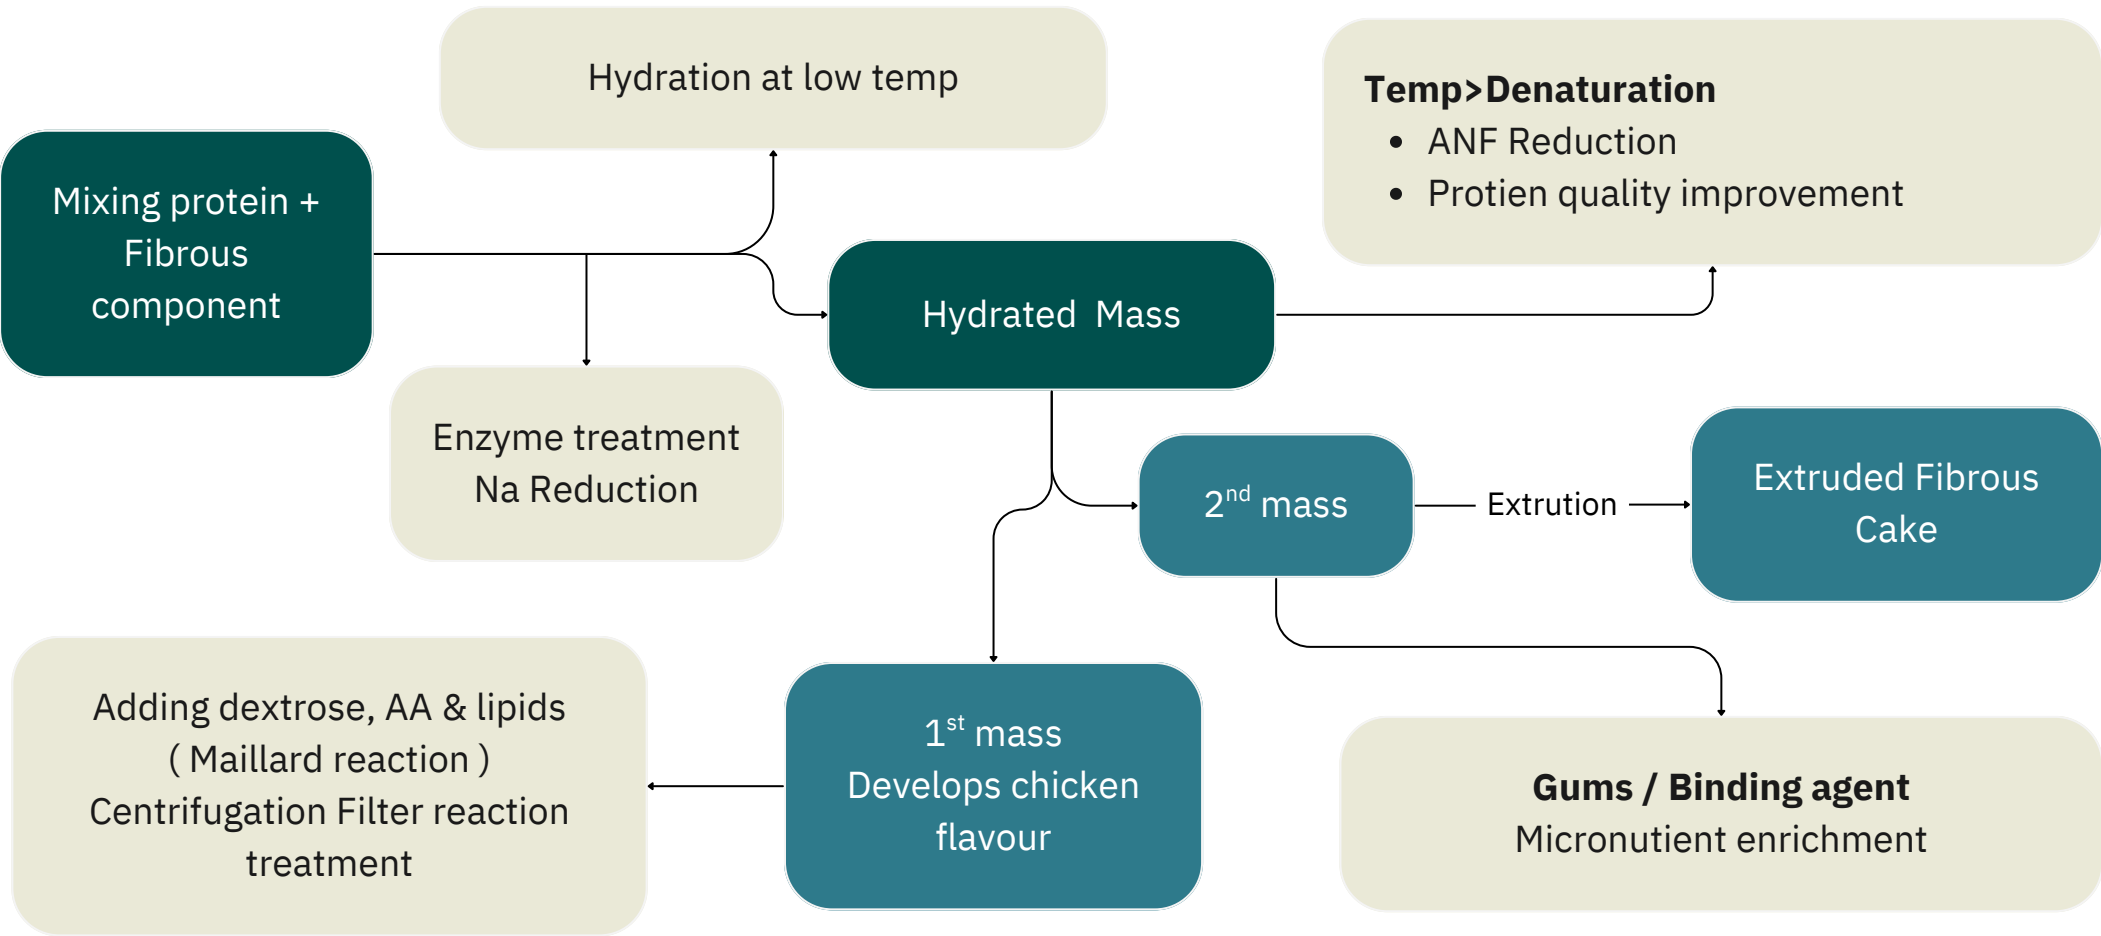 Hydration at low temp
Temp>Denaturation
• ANF Reduction
• Protien quality improvement
Mixing protein +
Fibrous
component
Hydrated  Mass
Enzyme treatment
Na Reduction
2nd mass
Extrution
Extruded Fibrous
Cake
Adding dextrose, AA & lipids
( Maillard reaction )
Centrifugation Filter reaction
treatment
1st mass
Develops chicken
flavour
Gums / Binding agent
Micronutient enrichment